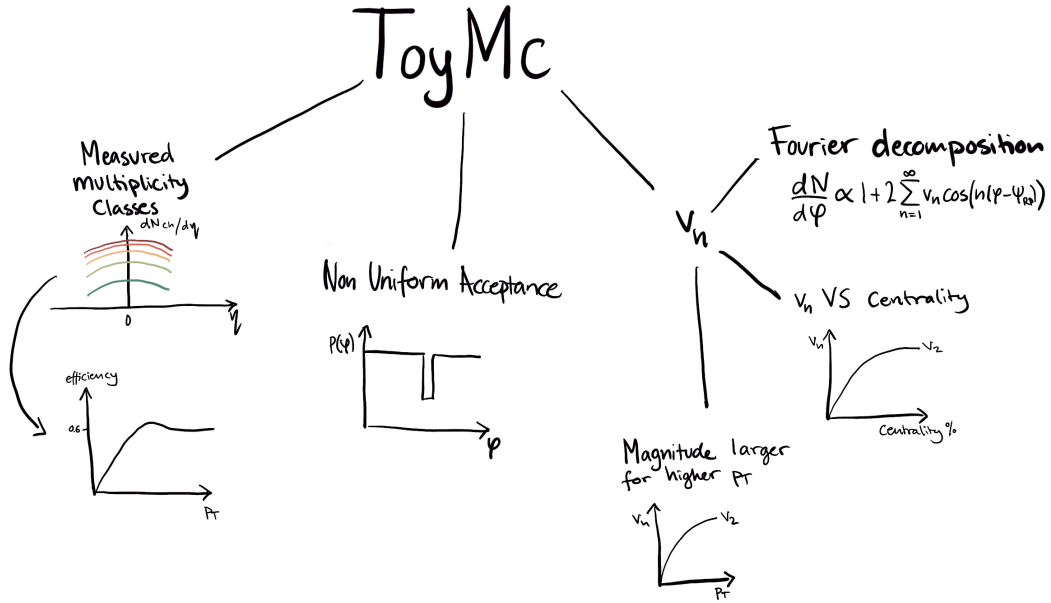 ToyMc
Measured
multiplicity
Classes
dNch/dη
0
η
efficiency
0.6
PT
Non Uniform Acceptance
P(φ)
φ
vn
Fourier decomposition
dN/dφ ∝ 1+2 ∑_{n=1}^{∞} vn cos(n(φ-ΨRP))
vn VS Centrality
vn
v2
Centrality %
Magnitude larger
for higher PT
vn
v2
PT